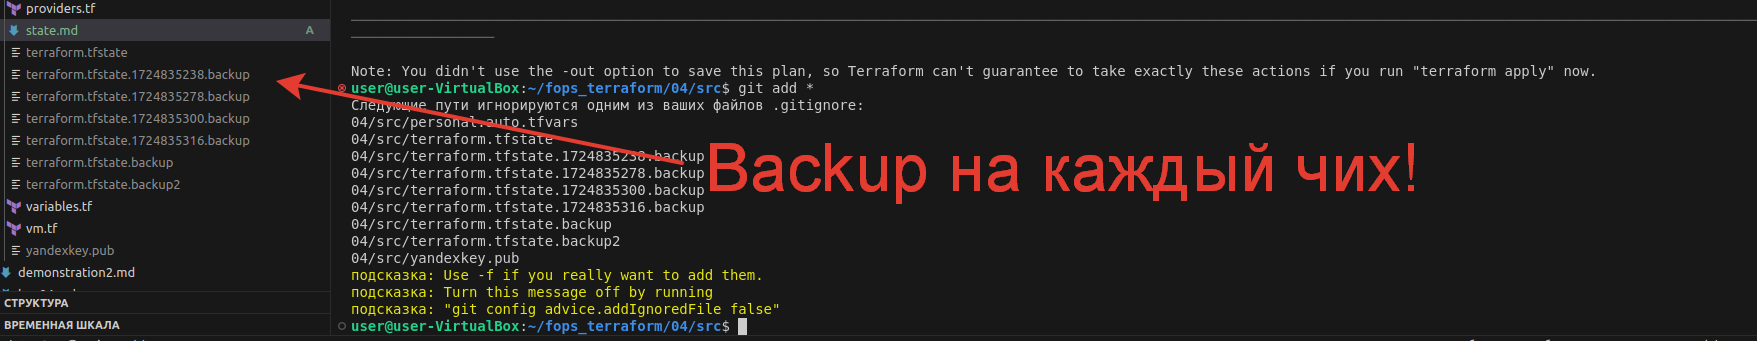 providers.tf
state.md A
terraform.tfstate
terraform.tfstate.1724835238.backup
terraform.tfstate.1724835278.backup
terraform.tfstate.1724835300.backup
terraform.tfstate.1724835316.backup
terraform.tfstate.backup
terraform.tfstate.backup2
variables.tf
vm.tf
yandexkey.pub
demonstration2.md
СТРУКТУРА
ВРЕМЕННАЯ ШКАЛА
Note: You didn't use the -out option to save this plan, so Terraform can't guarantee to take exactly these actions if you run "terraform apply" now.
user@user-VirtualBox:~/fops_terraform/04/src$ git add *
Следующие пути игнорируются одним из ваших файлов .gitignore:
04/src/personal.auto.tfvars
04/src/terraform.tfstate
04/src/terraform.tfstate.1724835238.backup
04/src/terraform.tfstate.1724835278.backup
04/src/terraform.tfstate.1724835300.backup
04/src/terraform.tfstate.1724835316.backup
04/src/terraform.tfstate.backup
04/src/terraform.tfstate.backup2
04/src/yandexkey.pub
подсказка: Use -f if you really want to add them.
подсказка: Turn this message off by running
подсказка: "git config advice.addIgnoredFile false"
user@user-VirtualBox:~/fops_terraform/04/src$
Backup на каждый чих!